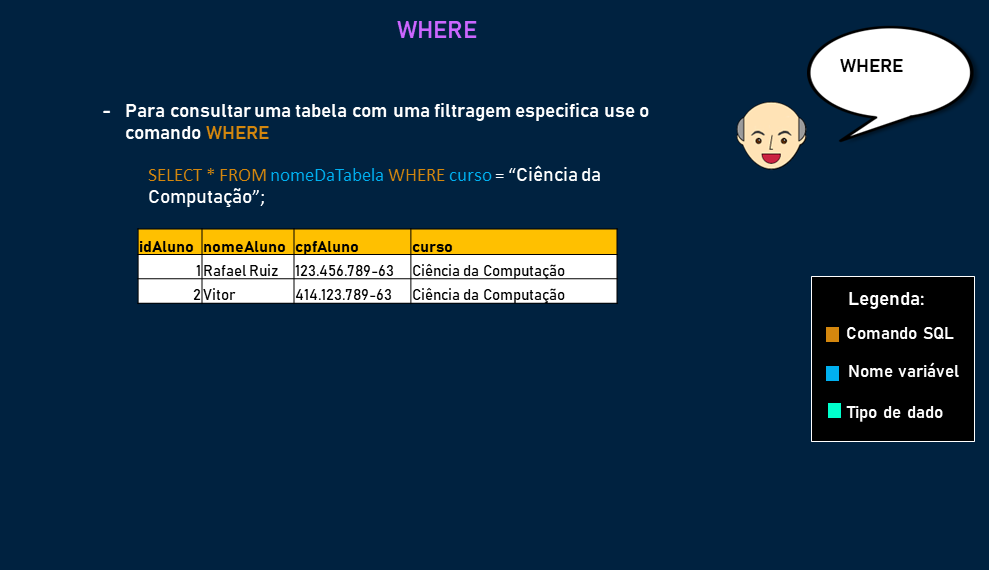 WHERE
WHERE
- Para consultar uma tabela com uma filtragem especifica use o
comando WHERE
SELECT * FROM nomeDaTabela WHERE curso = “Ciência da
Computação”;
idAluno nomeAluno cpfAluno curso
1 Rafael Ruiz 123.456.789-63 Ciência da Computação
2 Vitor 414.123.789-63 Ciência da Computação
Legenda:
Comando SQL
Nome variável
Tipo de dado